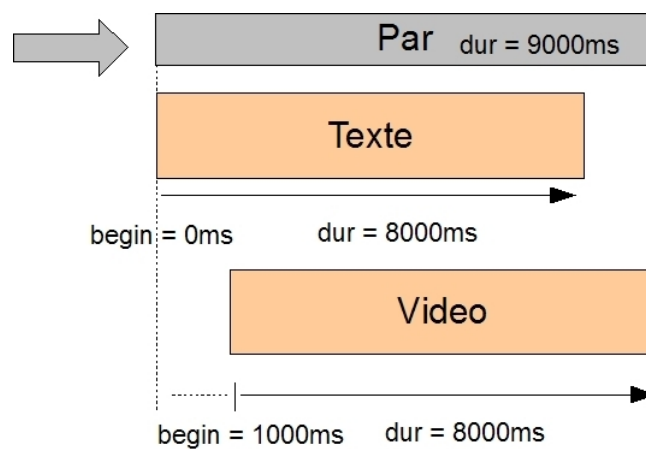 Par dur = 9000ms
Texte
begin = 0ms dur = 8000ms
Video
begin = 1000ms dur = 8000ms